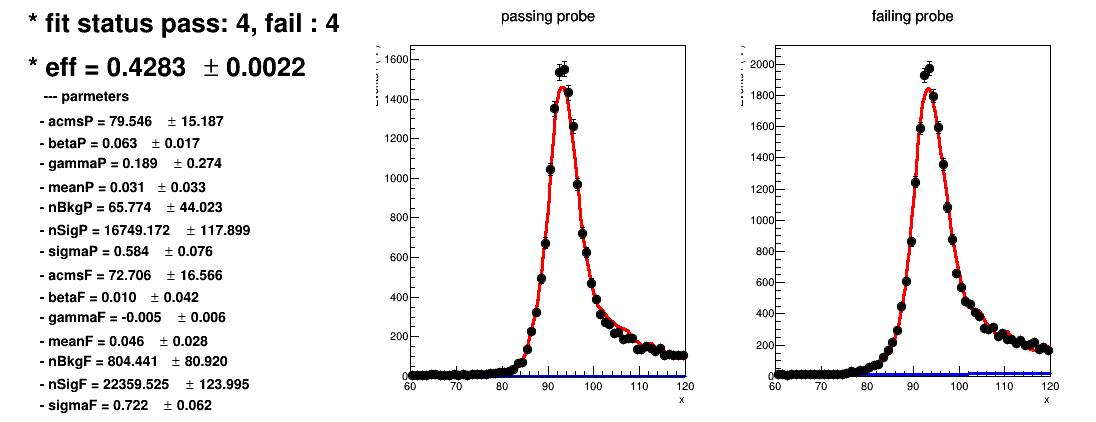 * fit status pass: 4, fail : 4
* eff = 0.4283 ± 0.0022
--- parmeters
- acmsP = 79.546 ± 15.187
- betaP = 0.063 ± 0.017
- gammaP = 0.189 ± 0.274
- meanP = 0.031 ± 0.033
- nBkgP = 65.774 ± 44.023
- nSigP = 16749.172 ± 117.899
- sigmaP = 0.584 ± 0.076
- acmsF = 72.706 ± 16.566
- betaF = 0.010 ± 0.042
- gammaF = -0.005 ± 0.006
- meanF = 0.046 ± 0.028
- nBkgF = 804.441 ± 80.920
- nSigF = 22359.525 ± 123.995
- sigmaF = 0.722 ± 0.062
passing probe
1600
1400
1200
1000
800
600
400
200
0
60 70 80 90 100 110 120
x
failing probe
2000
1800
1600
1400
1200
1000
800
600
400
200
0
60 70 80 90 100 110 120
x